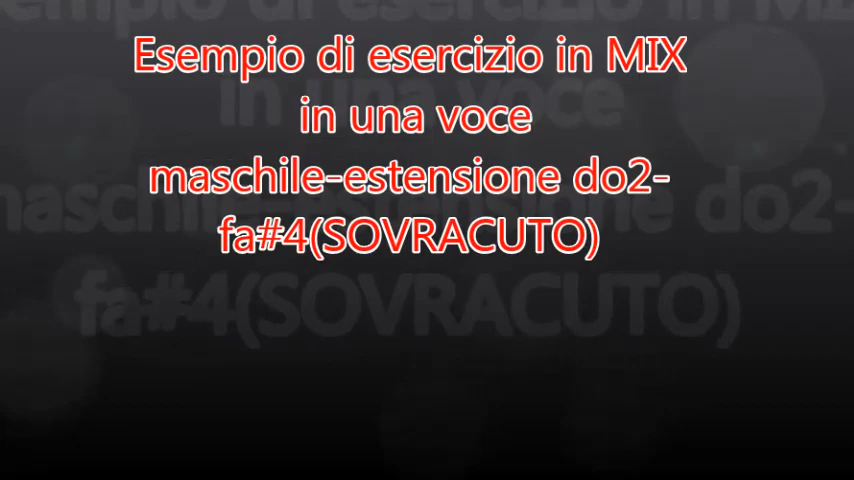 Esempio di esercizio in MIX
in una voce
maschile-estensione do2-
fa#4(SOVRACUTO)